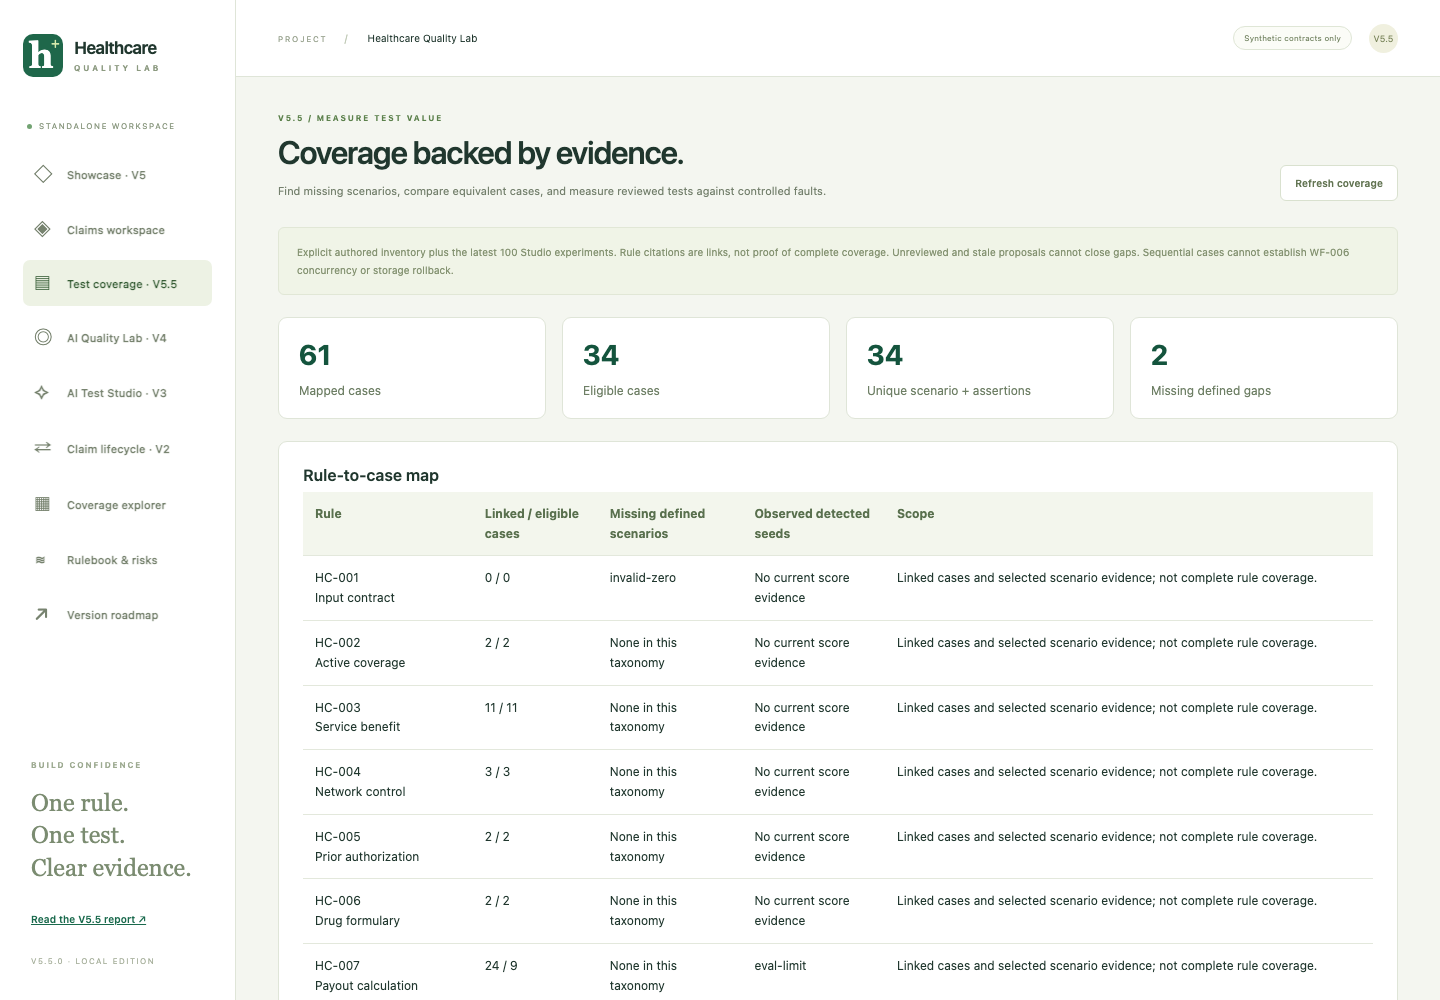 h+
Healthcare
QUALITY LAB
STANDALONE WORKSPACE
Showcase · V5
Claims workspace
Test coverage · V5.5
AI Quality Lab · V4
AI Test Studio · V3
Claim lifecycle · V2
Coverage explorer
Rulebook & risks
Version roadmap
BUILD CONFIDENCE
One rule.
One test.
Clear evidence.
Read the V5.5 report ↗
V5.5.0 · LOCAL EDITION
PROJECT / Healthcare Quality Lab
Synthetic contracts only
V5.5
V5.5 / MEASURE TEST VALUE
Coverage backed by evidence.
Find missing scenarios, compare equivalent cases, and measure reviewed tests against controlled faults.
Refresh coverage
Explicit authored inventory plus the latest 100 Studio experiments. Rule citations are links, not proof of complete coverage. Unreviewed and stale proposals cannot close gaps. Sequential cases cannot establish WF-006
concurrency or storage rollback.
61
Mapped cases
34
Eligible cases
34
Unique scenario + assertions
2
Missing defined gaps
Rule-to-case map
Rule
Linked / eligible
cases
Missing defined
scenarios
Observed detected
seeds
Scope
HC-001
Input contract
0 / 0
invalid-zero
No current score
evidence
Linked cases and selected scenario evidence; not complete rule coverage.
HC-002
Active coverage
2 / 2
None in this
taxonomy
No current score
evidence
Linked cases and selected scenario evidence; not complete rule coverage.
HC-003
Service benefit
11 / 11
None in this
taxonomy
No current score
evidence
Linked cases and selected scenario evidence; not complete rule coverage.
HC-004
Network control
3 / 3
None in this
taxonomy
No current score
evidence
Linked cases and selected scenario evidence; not complete rule coverage.
HC-005
Prior authorization
2 / 2
None in this
taxonomy
No current score
evidence
Linked cases and selected scenario evidence; not complete rule coverage.
HC-006
Drug formulary
2 / 2
None in this
taxonomy
No current score
evidence
Linked cases and selected scenario evidence; not complete rule coverage.
HC-007
Payout calculation
24 / 9
None in this
taxonomy
eval-limit
Linked cases and selected scenario evidence; not complete rule coverage.